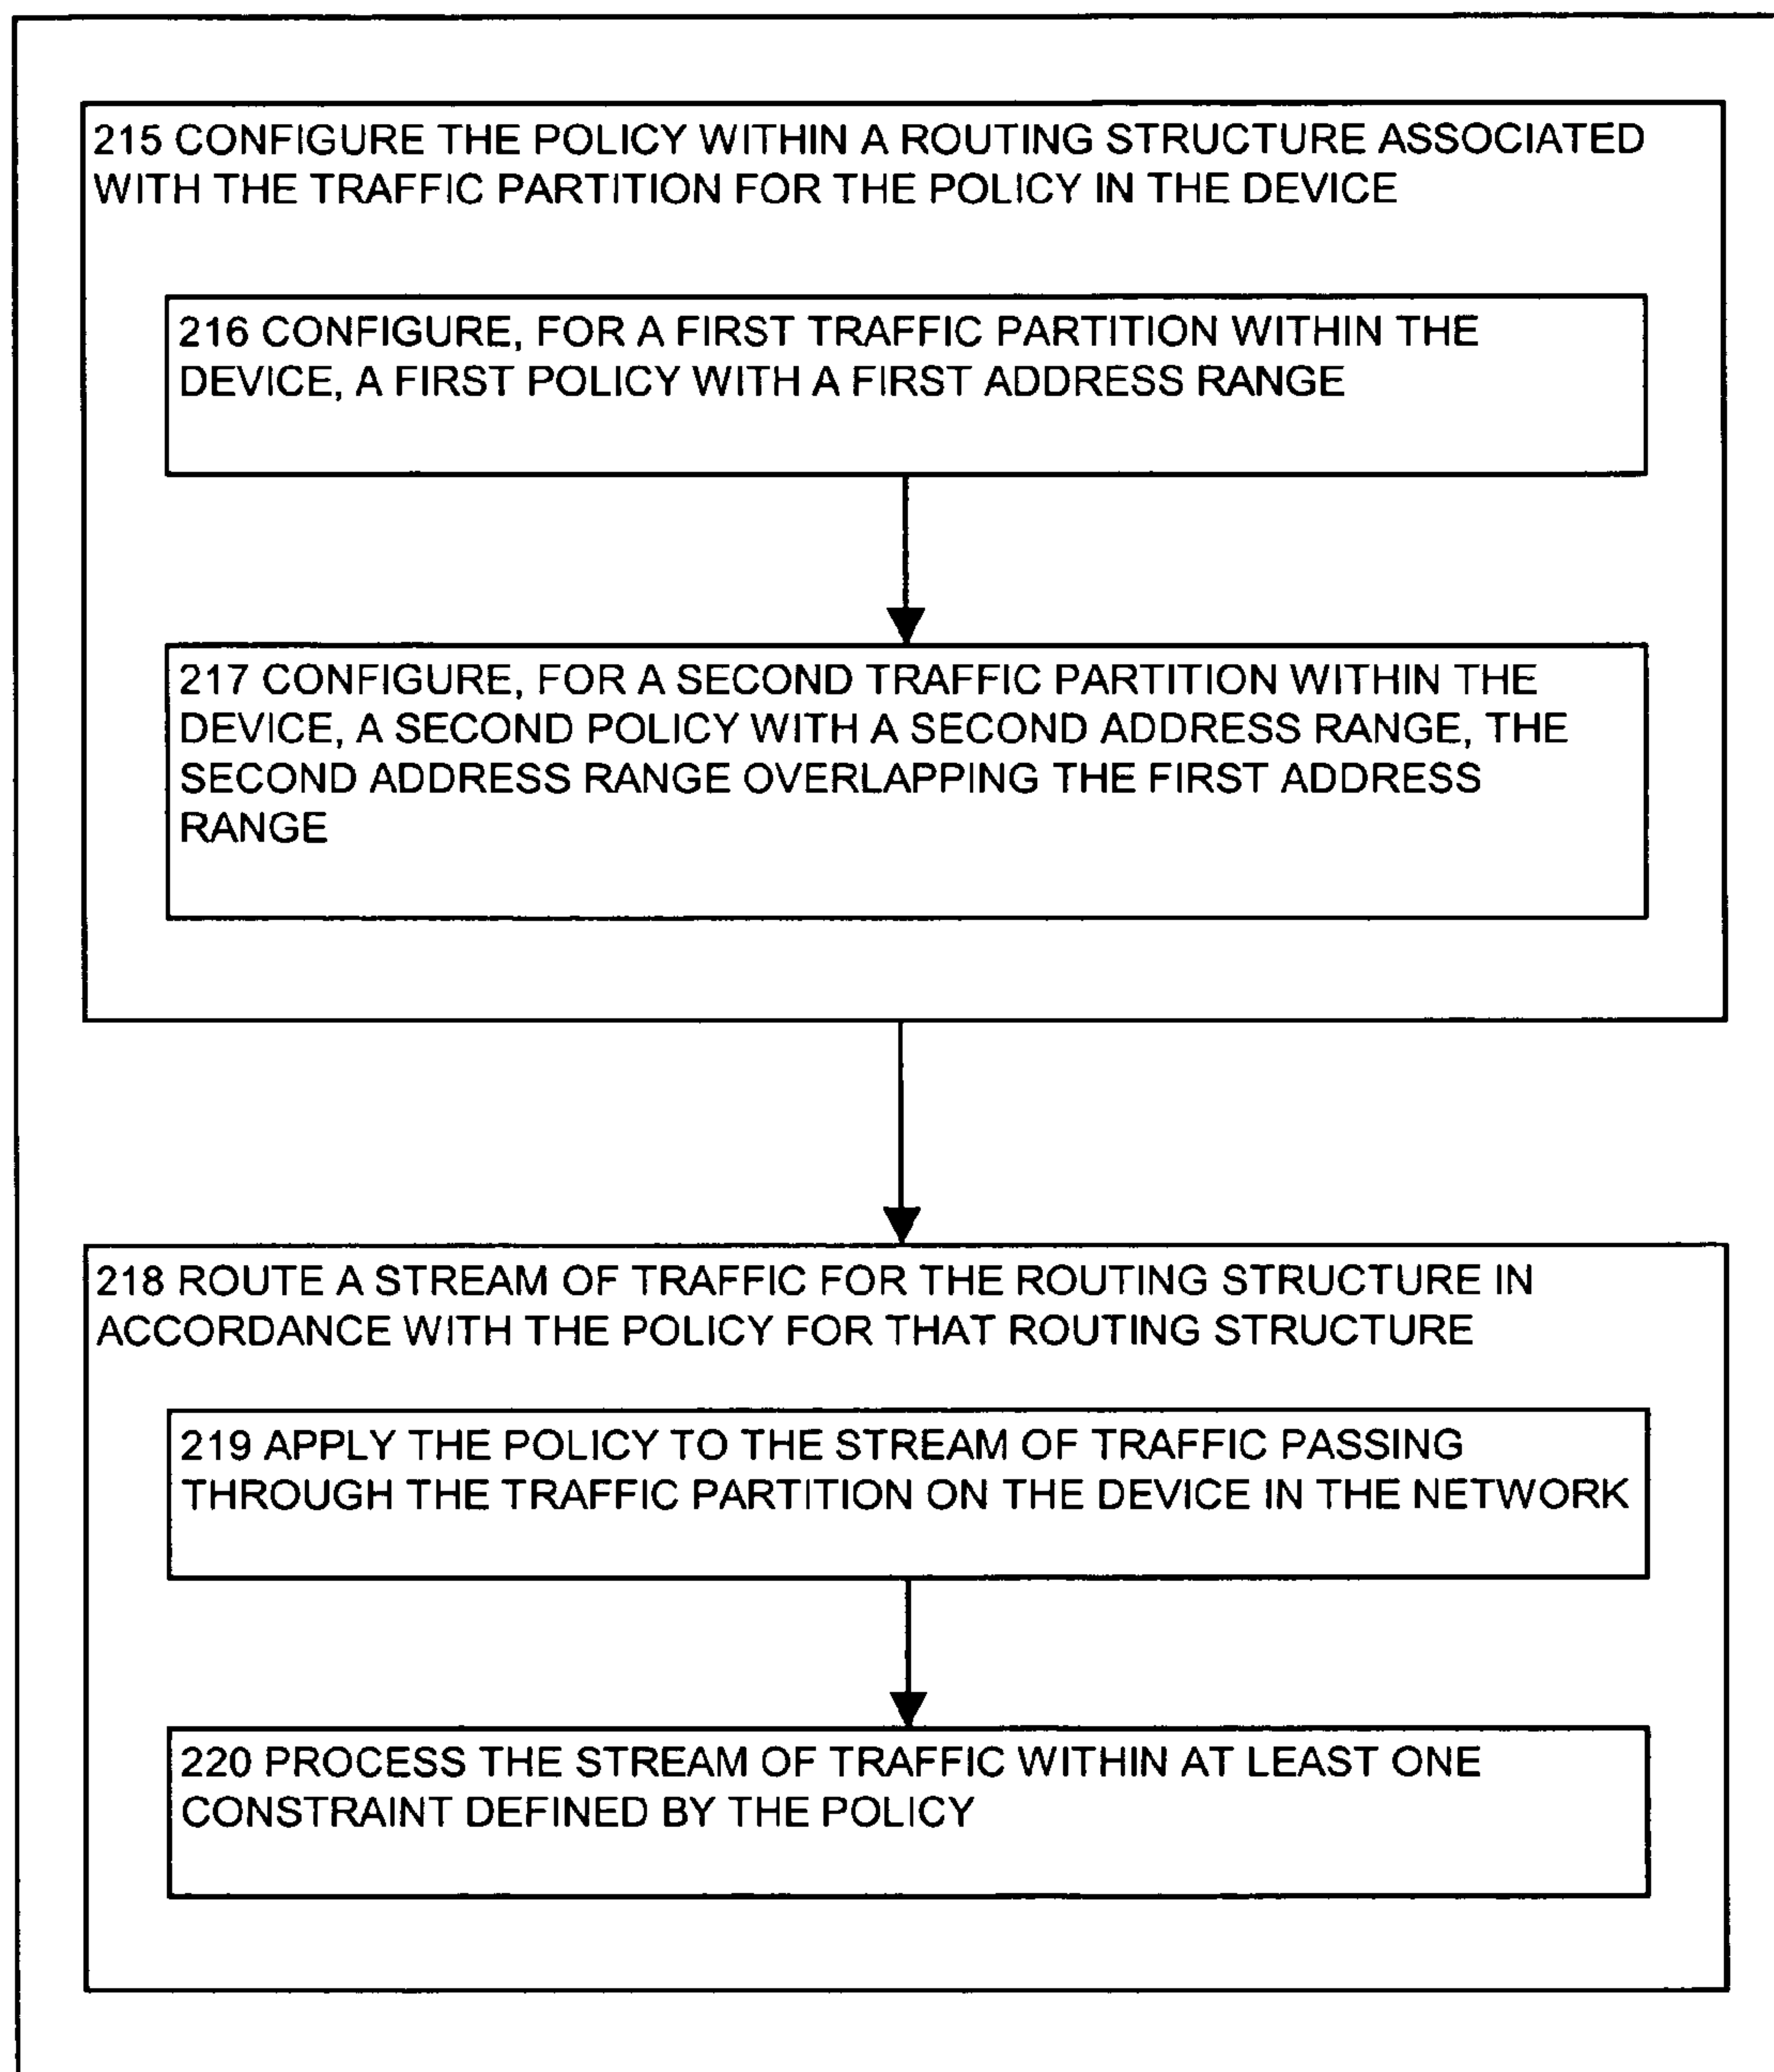 215 CONFIGURE THE POLICY WITHIN A ROUTING STRUCTURE ASSOCIATED
WITH THE TRAFFIC PARTITION FOR THE POLICY IN THE DEVICE
216 CONFIGURE, FOR A FIRST TRAFFIC PARTITION WITHIN THE
DEVICE, A FIRST POLICY WITH A FIRST ADDRESS RANGE
217 CONFIGURE, FOR A SECOND TRAFFIC PARTITION WITHIN THE
DEVICE, A SECOND POLICY WITH A SECOND ADDRESS RANGE, THE
SECOND ADDRESS RANGE OVERLAPPING THE FIRST ADDRESS
RANGE
218 ROUTE A STREAM OF TRAFFIC FOR THE ROUTING STRUCTURE IN
ACCORDANCE WITH THE POLICY FOR THAT ROUTING STRUCTURE
219 APPLY THE POLICY TO THE STREAM OF TRAFFIC PASSING
THROUGH THE TRAFFIC PARTITION ON THE DEVICE IN THE NETWORK
220 PROCESS THE STREAM OF TRAFFIC WITHIN AT LEAST ONE
CONSTRAINT DEFINED BY THE POLICY